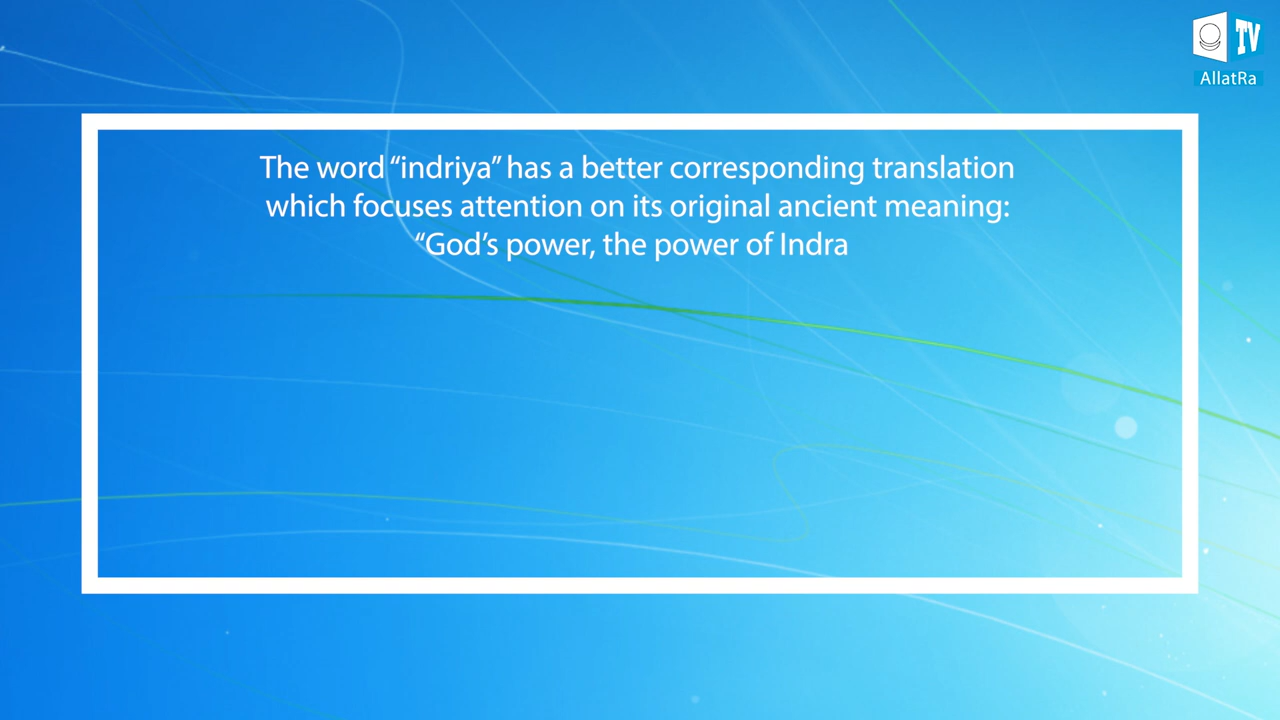 TV
AllatRa
The word “indriya” has a better corresponding translation
which focuses attention on its original ancient meaning:
“God’s power, the power of Indra